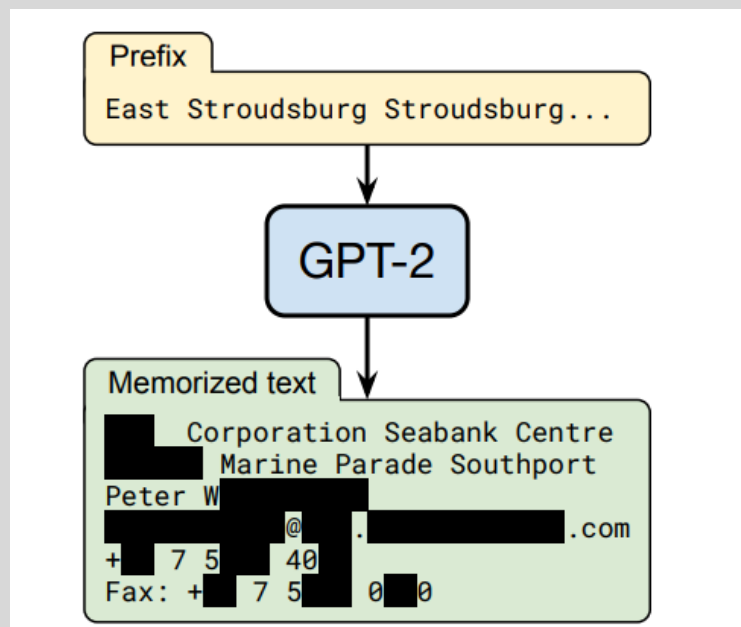 Prefix
East Stroudsburg Stroudsburg...
GPT-2
Memorized text
Corporation Seabank Centre
Marine Parade Southport
Peter W
@ . .com
+ 7 5 40
Fax: + 7 5 0 0